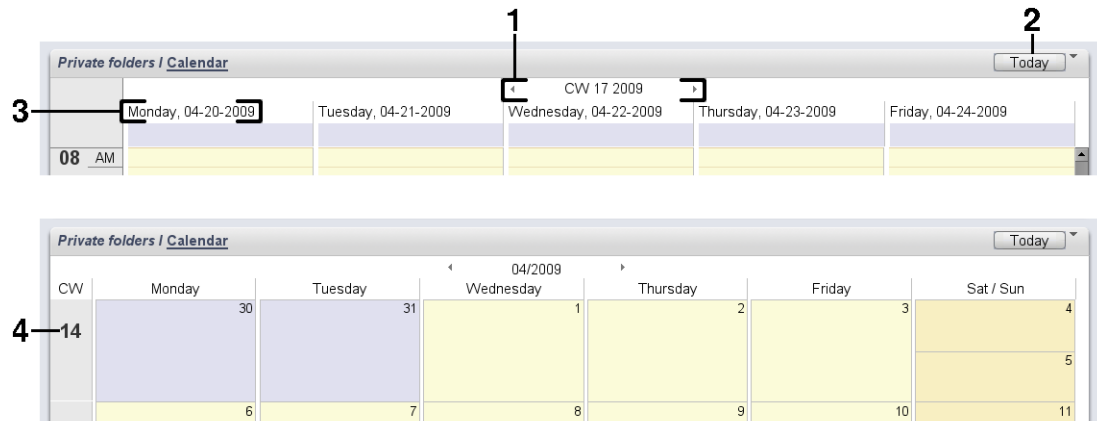 1
2
Private folders / Calendar
Today
CW 17 2009
3
Monday, 04-20-2009
Tuesday, 04-21-2009
Wednesday, 04-22-2009
Thursday, 04-23-2009
Friday, 04-24-2009
08 AM
Private folders / Calendar
Today
04/2009
CW Monday Tuesday Wednesday Thursday Friday Sat / Sun
30 31 1 2 3 4
4
14
5
6 7 8 9 10 11